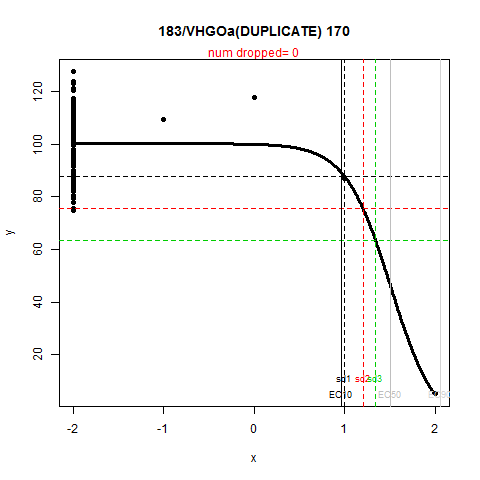 183/VHGOa(DUPLICATE) 170
num dropped= 0
y
120
100
80
60
40
20
sd1 sd2 sd3
EC10 EC50 EC90
-2 -1 0 1 2
x